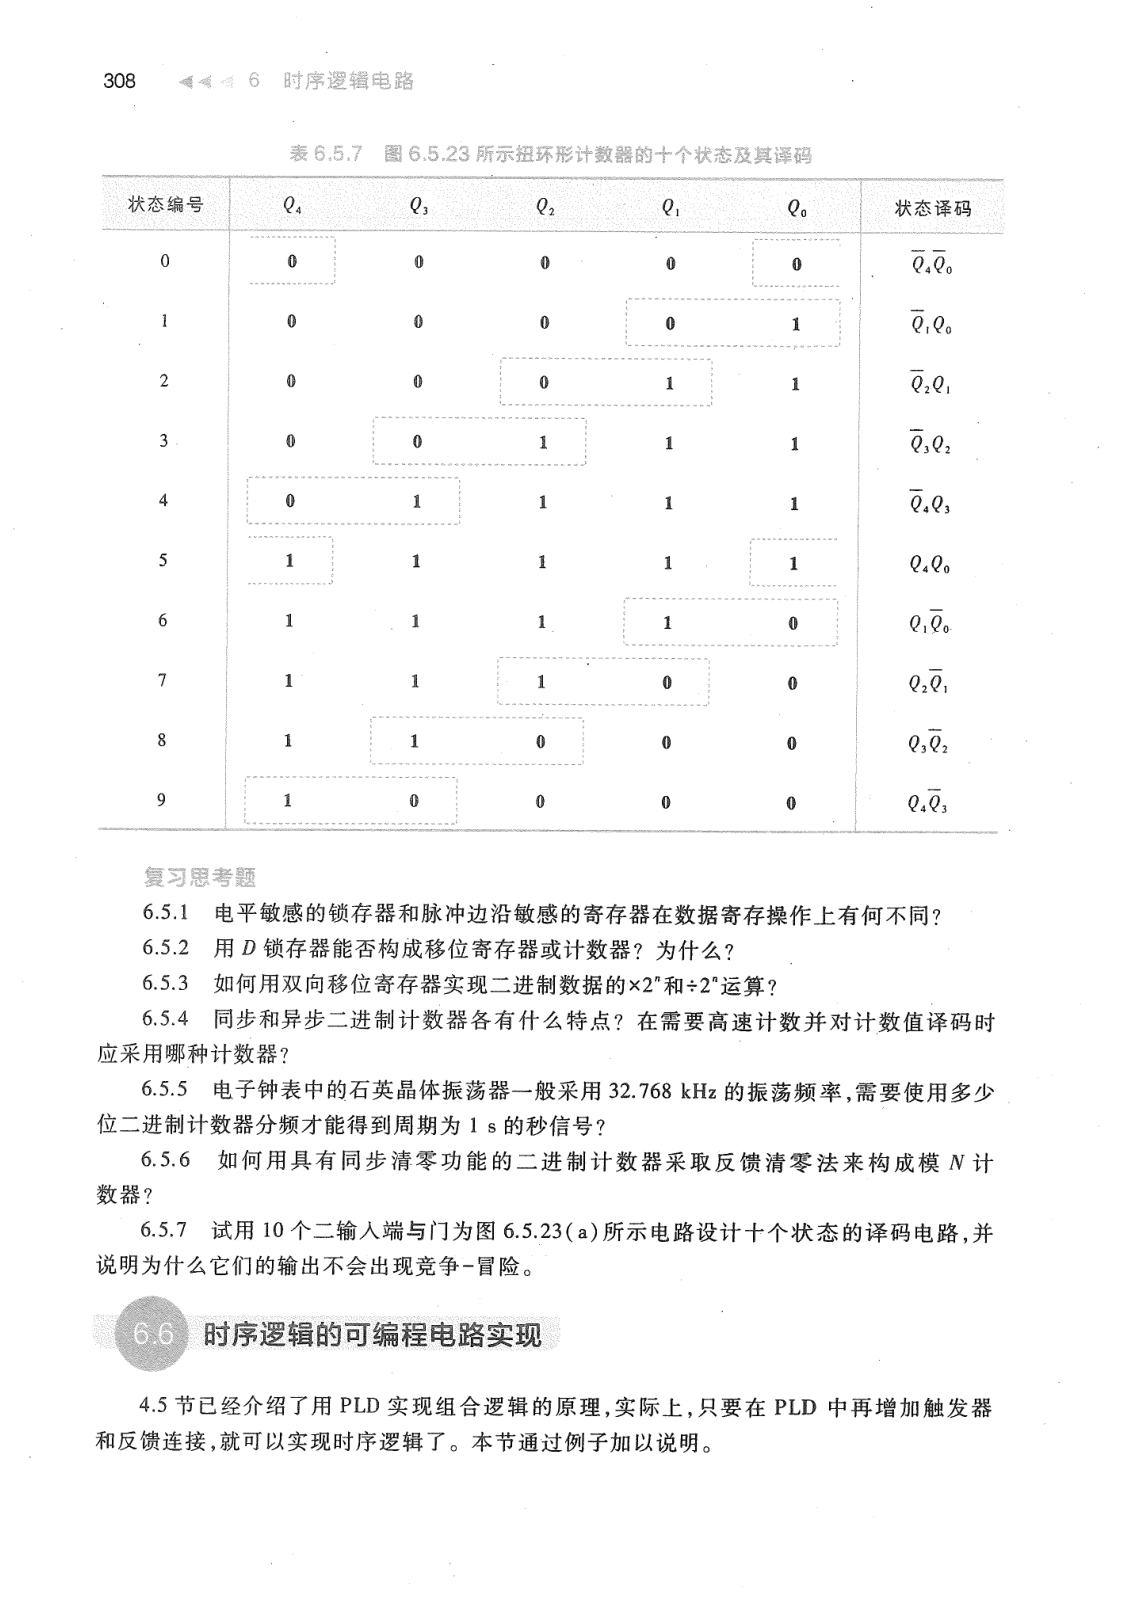 308 6 时序逻辑电路
表 6.5.7 图 6.5.23 所示扭环形计数器的十个状态及其译码
状态编号 Q₄ Q₃ Q₂ Q₁ Q₀ 状态译码
0 0 0 0 0 0 Q̅₄Q̅₀
1 0 0 0 0 1 Q̅₁Q₀
2 0 0 0 1 1 Q̅₂Q₁
3 0 0 1 1 1 Q̅₃Q₂
4 0 1 1 1 1 Q̅₄Q₃
5 1 1 1 1 1 Q₄Q₀
6 1 1 1 1 0 Q₁Q̅₀
7 1 1 1 0 0 Q₂Q̅₁
8 1 1 0 0 0 Q₃Q̅₂
9 1 0 0 0 0 Q₄Q̅₃
复习思考题
6.5.1 电平敏感的锁存器和脉冲边沿敏感的寄存器在数据寄存操作上有何不同?
6.5.2 用 D 锁存器能否构成移位寄存器或计数器? 为什么?
6.5.3 如何用双向移位寄存器实现二进制数据的×2ⁿ和÷2ⁿ运算?
6.5.4 同步和异步二进制计数器各有什么特点? 在需要高速计数并对计数值译码时
应采用哪种计数器?
6.5.5 电子钟表中的石英晶体振荡器一般采用 32.768 kHz 的振荡频率,需要使用多少
位二进制计数器分频才能得到周期为 1 s 的秒信号?
6.5.6 如何用具有同步清零功能的二进制计数器采取反馈清零法来构成模 N 计
数器?
6.5.7 试用 10 个二输入端与门为图 6.5.23(a)所示电路设计十个状态的译码电路,并
说明为什么它们的输出不会出现竞争-冒险。
6.6 时序逻辑的可编程电路实现
4.5 节已经介绍了用 PLD 实现组合逻辑的原理,实际上,只要在 PLD 中再增加触发器
和反馈连接,就可以实现时序逻辑了。本节通过例子加以说明。